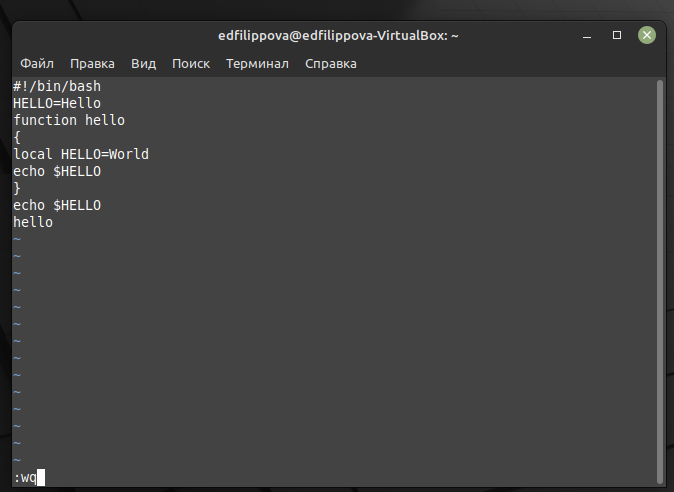 edfilippova@edfilippova-VirtualBox: ~
Файл Правка Вид Поиск Терминал Справка
#!/bin/bash
HELLO=Hello
function hello
{
local HELLO=World
echo $HELLO
}
echo $HELLO
hello
~
~
~
~
~
~
~
~
~
~
~
~
~
~
:wq